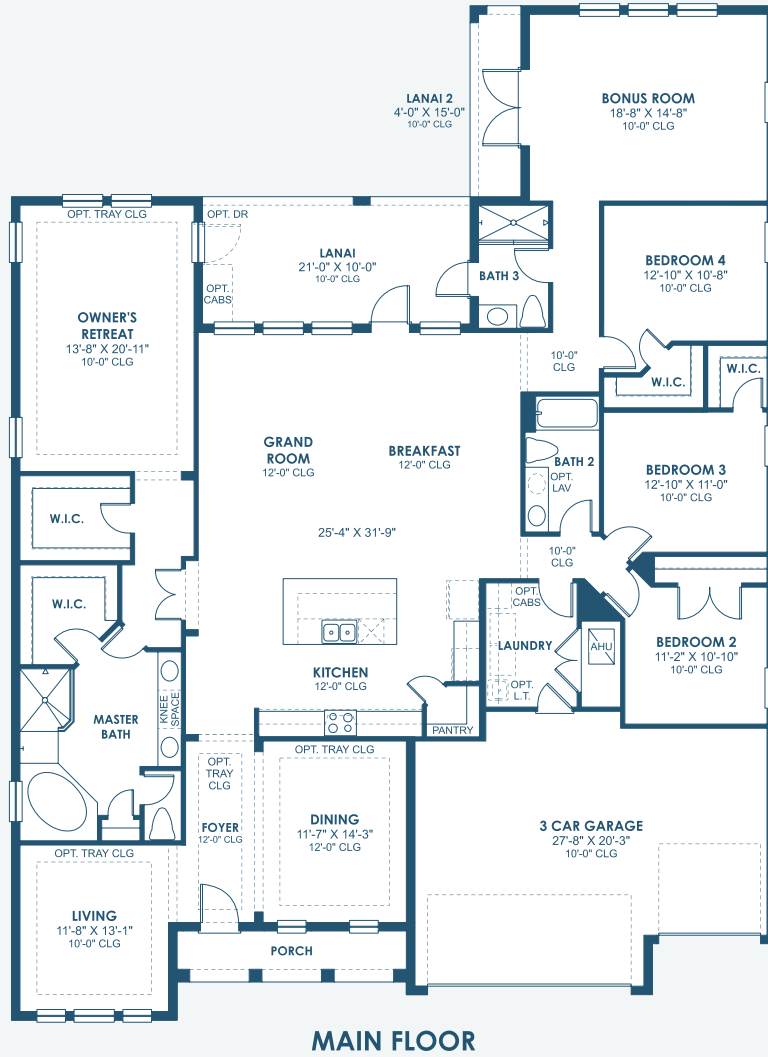 LANAI 2
4'-0" X 15'-0"
10'-0" CLG
BONUS ROOM
18'-8" X 14'-8"
10'-0" CLG
OPT. TRAY CLG
OPT. DR
LANAI
21'-0" X 10'-0"
10'-0" CLG
OPT.
CABS
BATH 3
BEDROOM 4
12'-10" X 10'-8"
10'-0" CLG
OWNER'S
RETREAT
13'-8" X 20'-11"
10'-0" CLG
10'-0"
CLG
W.I.C.
W.I.C.
GRAND
ROOM
12'-0" CLG
BREAKFAST
12'-0" CLG
BATH 2
OPT.
LAV
BEDROOM 3
12'-10" X 11'-0"
10'-0" CLG
W.I.C.
25'-4" X 31'-9"
10'-0"
CLG
W.I.C.
OPT.
CABS
LAUNDRY
AHU
BEDROOM 2
11'-2" X 10'-10"
10'-0" CLG
KITCHEN
12'-0" CLG
OPT.
L.T.
KNEE
SPACE
MASTER
BATH
PANTRY
OPT.
TRAY
CLG
OPT. TRAY CLG
FOYER
12'-0" CLG
DINING
11'-7" X 14'-3"
12'-0" CLG
3 CAR GARAGE
27'-8" X 20'-3"
10'-0" CLG
OPT. TRAY CLG
LIVING
11'-8" X 13'-1"
10'-0" CLG
PORCH
MAIN FLOOR